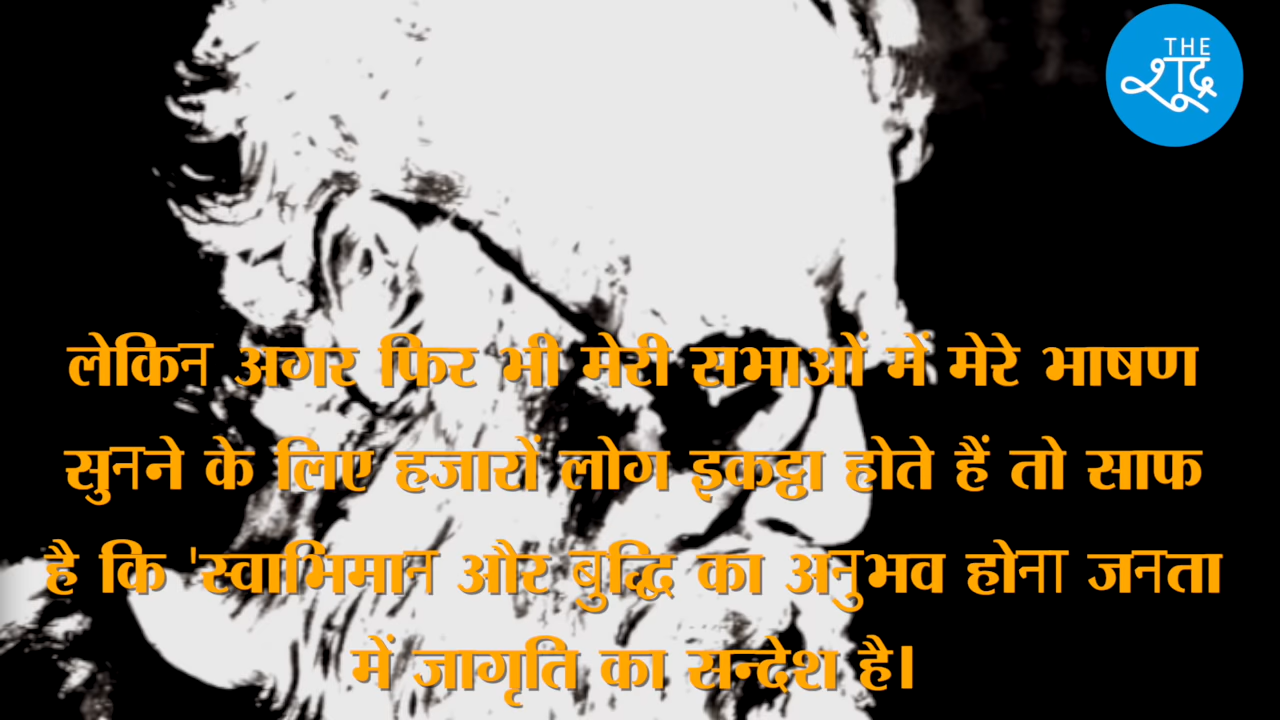 THE
शूद्र
लेकिन अगर फिर भी मेरी सभाओं में मेरे भाषण
सुनने के लिए हजारों लोग इकट्ठा होते हैं तो साफ
है कि 'स्वाभिमान और बुद्धि का अनुभव होना जनता
में जागृति का सन्देश है।